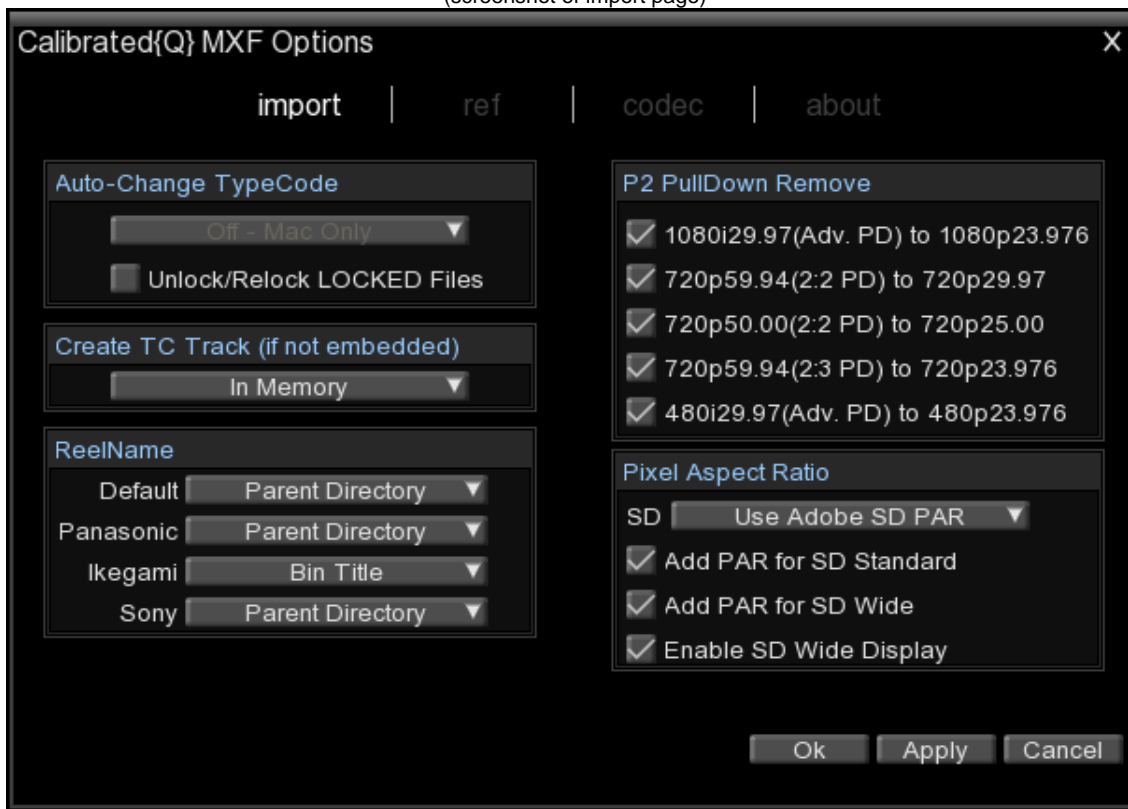 (screenshot of import page)
Calibrated{Q} MXF Options X
import | ref | codec | about
Auto-Change TypeCode
Off - Mac Only
Unlock/Relock LOCKED Files
Create TC Track (if not embedded)
In Memory
ReelName
Default Parent Directory
Panasonic Parent Directory
Ikegami Bin Title
Sony Parent Directory
P2 PullDown Remove
1080i29.97(Adv. PD) to 1080p23.976
720p59.94(2:2 PD) to 720p29.97
720p50.00(2:2 PD) to 720p25.00
720p59.94(2:3 PD) to 720p23.976
480i29.97(Adv. PD) to 480p23.976
Pixel Aspect Ratio
SD Use Adobe SD PAR
Add PAR for SD Standard
Add PAR for SD Wide
Enable SD Wide Display
Ok Apply Cancel